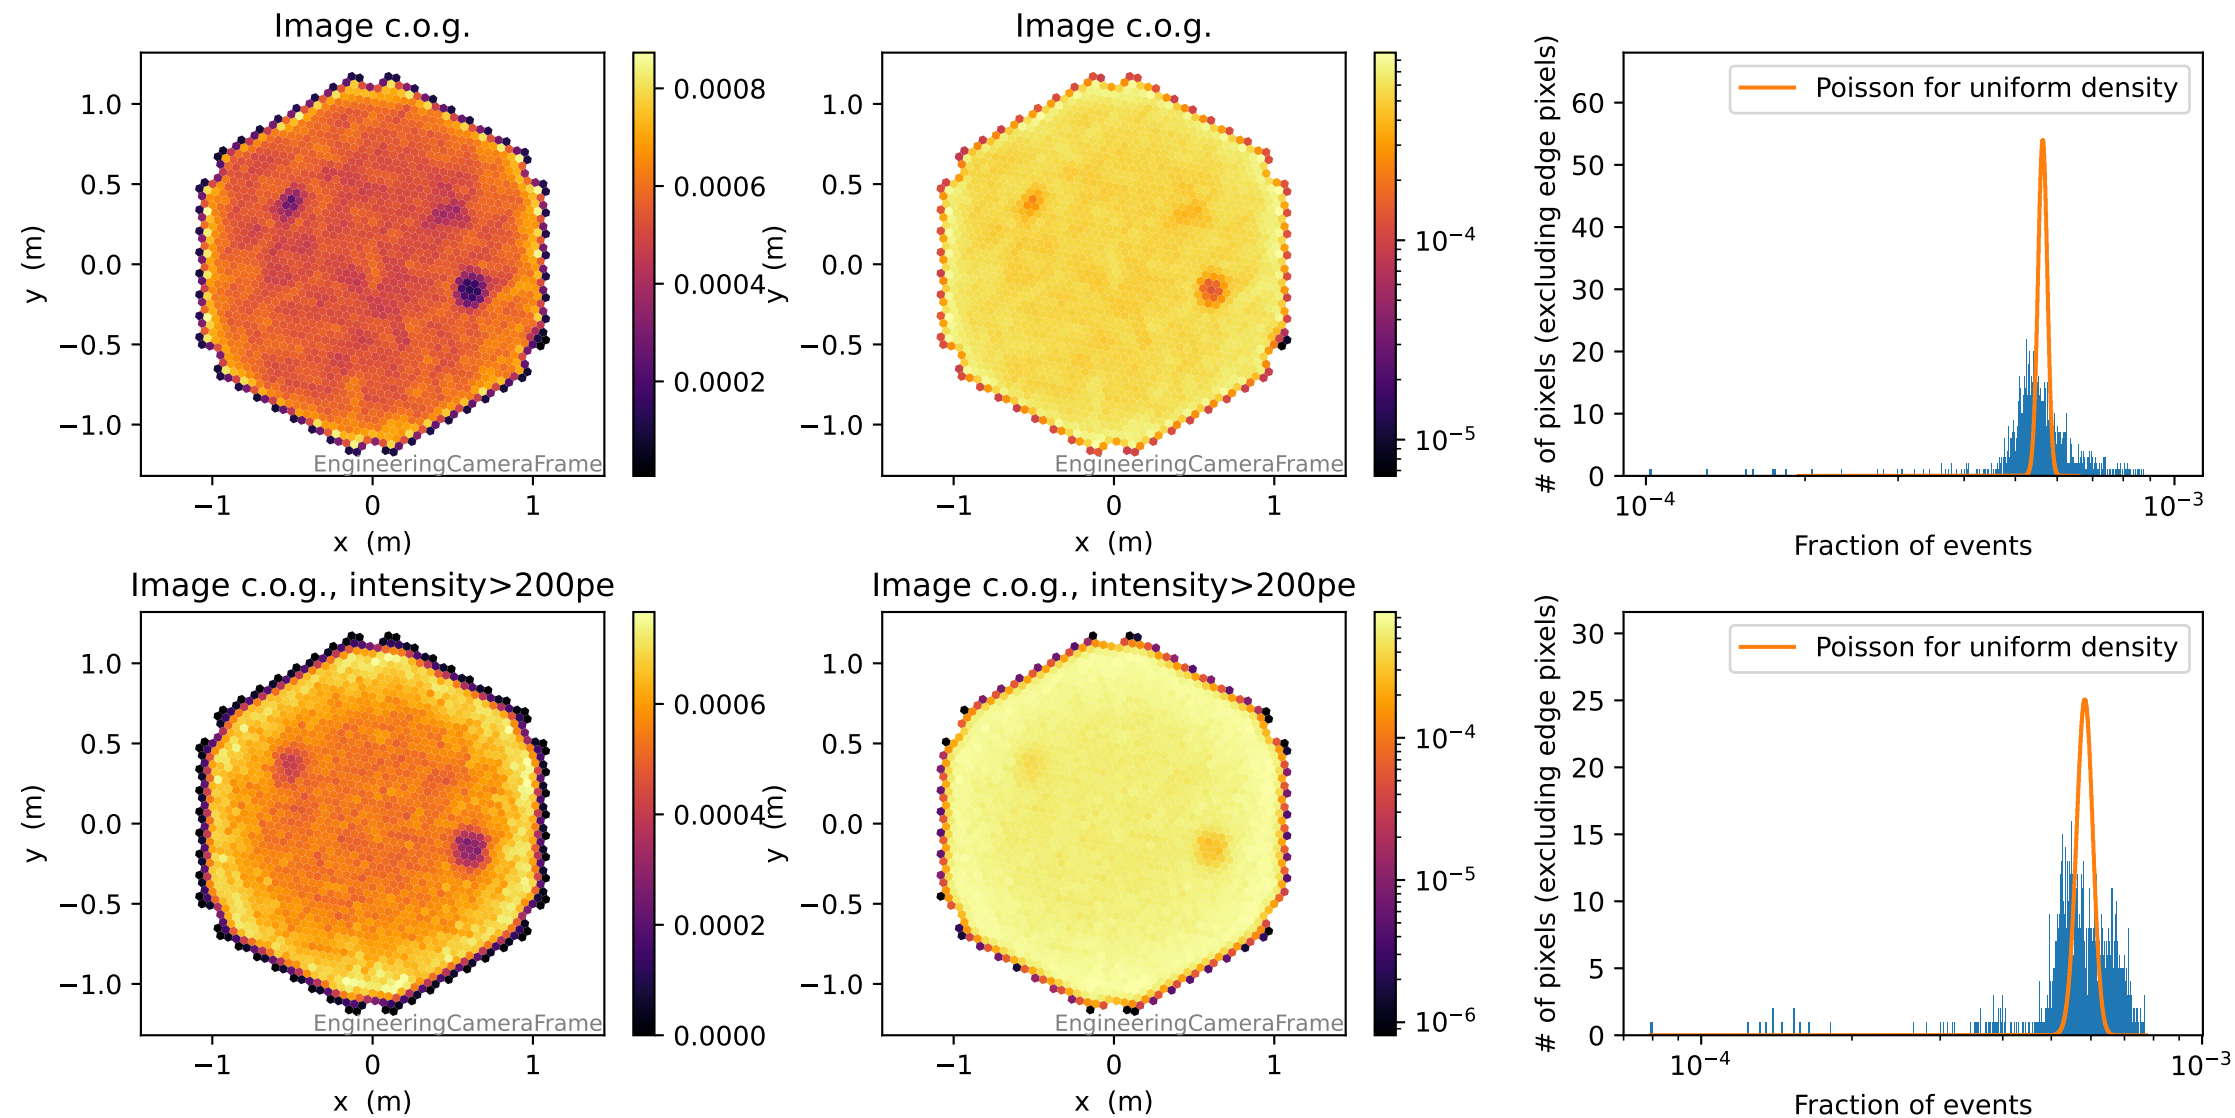 Image c.o.g.
1.0
0.5
0.0
−0.5
−1.0
y (m)
−1
0
1
x (m)
EngineeringCameraFrame
0.0008
0.0006
0.0004
0.0002
Image c.o.g.
1.0
0.5
0.0
−0.5
−1.0
y (m)
−1
0
1
x (m)
EngineeringCameraFrame
10−4
10−5
# of pixels (excluding edge pixels)
60
50
40
30
20
10
0
Poisson for uniform density
10−4
10−3
Fraction of events
Image c.o.g., intensity>200pe
1.0
0.5
0.0
−0.5
−1.0
y (m)
−1
0
1
x (m)
EngineeringCameraFrame
0.0006
0.0004
0.0002
0.0000
Image c.o.g., intensity>200pe
1.0
0.5
0.0
−0.5
−1.0
y (m)
−1
0
1
x (m)
EngineeringCameraFrame
10−4
10−5
10−6
# of pixels (excluding edge pixels)
30
25
20
15
10
5
0
Poisson for uniform density
10−4
10−3
Fraction of events